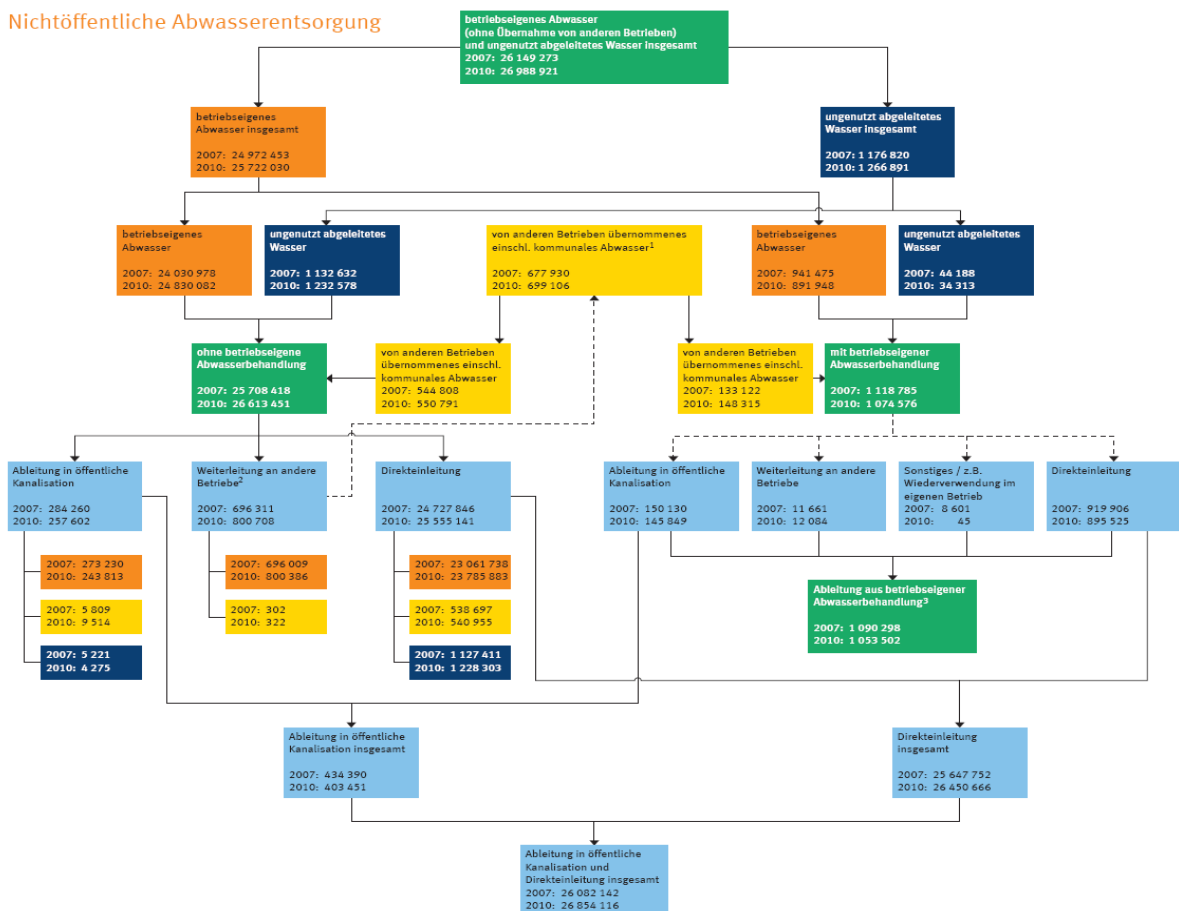 Nichtöffentliche Abwasserentsorgung
betriebseigenes Abwasser
(ohne Übernahme von anderen Betrieben)
und ungenutzt abgeleitetes Wasser insgesamt
2007: 26 149 273
2010: 26 988 921
betriebseigenes
Abwasser insgesamt
2007: 24 972 453
2010: 25 722 030
ungenutzt abgeleitetes
Wasser insgesamt
2007: 1 176 820
2010: 1 266 891
betriebseigenes
Abwasser
2007: 24 030 978
2010: 24 830 082
ungenutzt abgeleitetes
Wasser
2007: 1 132 632
2010: 1 232 578
von anderen Betrieben übernommenes
einschl. kommunales Abwasser¹
2007: 677 930
2010: 699 106
betriebseigenes
Abwasser
2007: 941 475
2010: 891 948
ungenutzt abgeleitetes
Wasser
2007: 44 188
2010: 34 313
ohne betriebseigene
Abwasserbehandlung
2007: 25 708 418
2010: 26 613 451
von anderen Betrieben
übernommenes einschl.
kommunales Abwasser
2007: 544 808
2010: 550 791
von anderen Betrieben
übernommenes einschl.
kommunales Abwasser
2007: 133 122
2010: 148 315
mit betriebseigener
Abwasserbehandlung
2007: 1 118 785
2010: 1 074 576
Ableitung in öffentliche
Kanalisation
2007: 284 260
2010: 257 602
Weiterleitung an andere
Betriebe²
2007: 696 311
2010: 800 708
Direkteinleitung
2007: 24 727 846
2010: 25 555 141
Ableitung in öffentliche
Kanalisation
2007: 150 130
2010: 145 849
Weiterleitung an andere
Betriebe
2007: 11 661
2010: 12 084
Sonstiges / z.B.
Wiederverwendung im
eigenen Betrieb
2007: 8 601
2010: 45
Direkteinleitung
2007: 919 906
2010: 895 525
2007: 273 230
2010: 243 813
2007: 5 809
2010: 9 514
2007: 5 221
2010: 4 275
2007: 696 009
2010: 800 386
2007: 302
2010: 322
2007: 23 061 738
2010: 23 785 883
2007: 538 697
2010: 540 955
2007: 1 127 411
2010: 1 228 303
Ableitung aus betriebseigener
Abwasserbehandlung³
2007: 1 090 298
2010: 1 053 502
Ableitung in öffentliche
Kanalisation insgesamt
2007: 434 390
2010: 403 451
Direkteinleitung
insgesamt
2007: 25 647 752
2010: 26 450 666
Ableitung in öffentliche
Kanalisation und
Direkteinleitung insgesamt
2007: 26 082 142
2010: 26 854 116